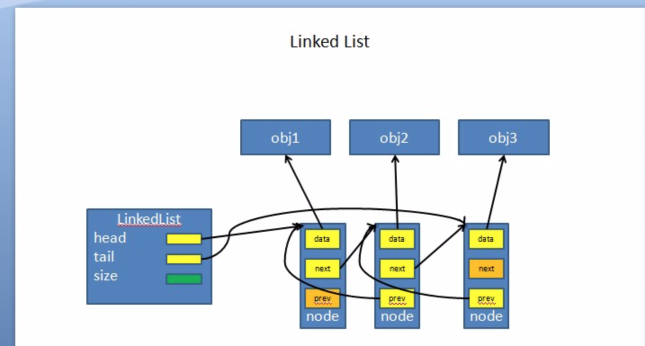 Linked List
obj1
obj2
obj3
LinkedList
head
tail
size
data
next
prev
node
data
next
prev
node
data
next
prev
node